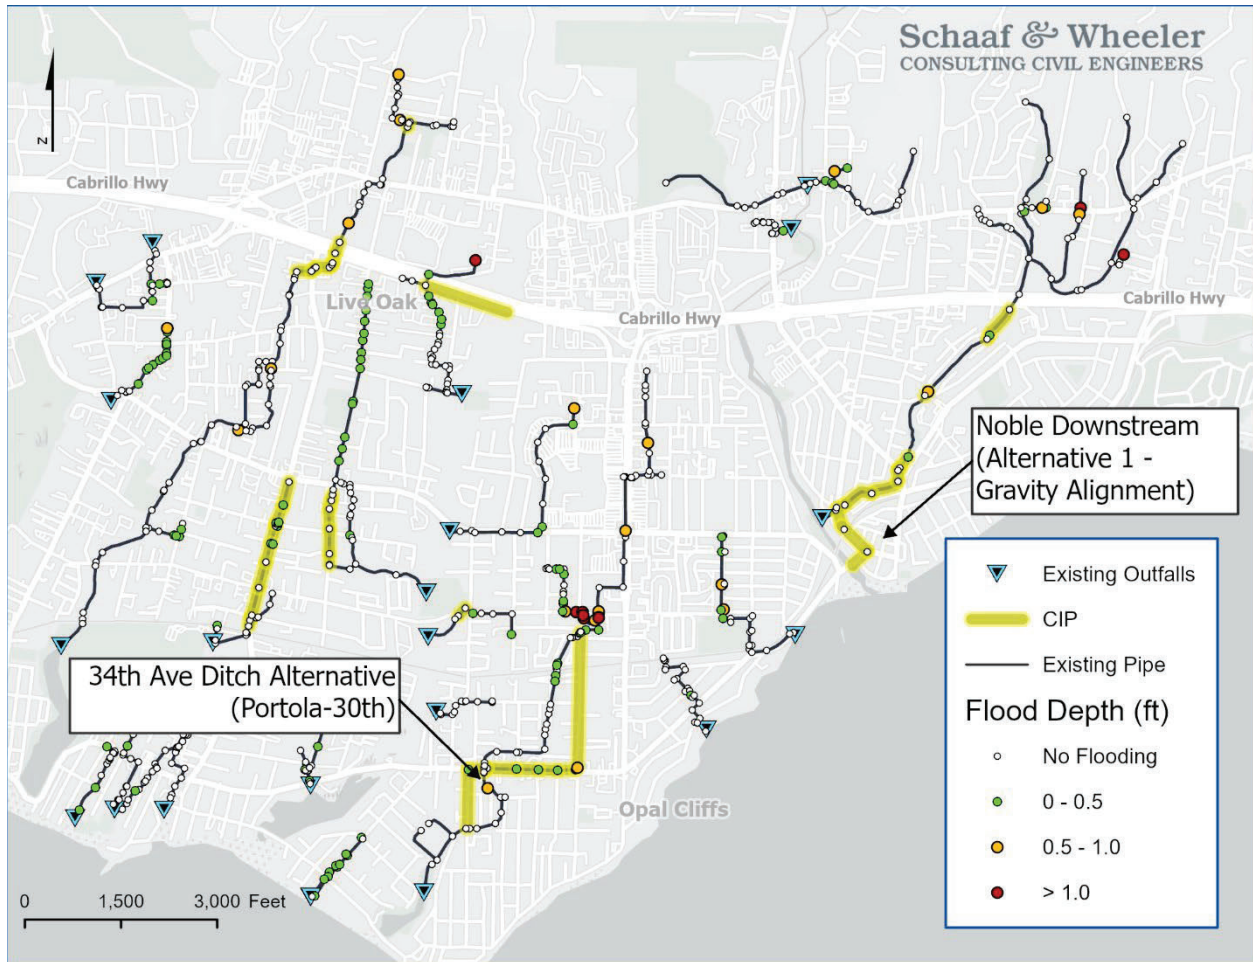 Schaaf & Wheeler
CONSULTING CIVIL ENGINEERS
N
Cabrillo Hwy
Live Oak
Cabrillo Hwy
Cabrillo Hwy
Noble Downstream
(Alternative 1 -
Gravity Alignment)
34th Ave Ditch Alternative
(Portola-30th)
Opal Cliffs
Existing Outfalls
CIP
Existing Pipe
Flood Depth (ft)
No Flooding
0 - 0.5
0.5 - 1.0
> 1.0
0 1,500 3,000 Feet